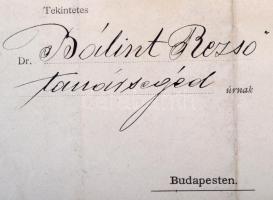 Tekintetes
Dr. Bálint Rezső
tanársegéd úrnak
Budapesten.